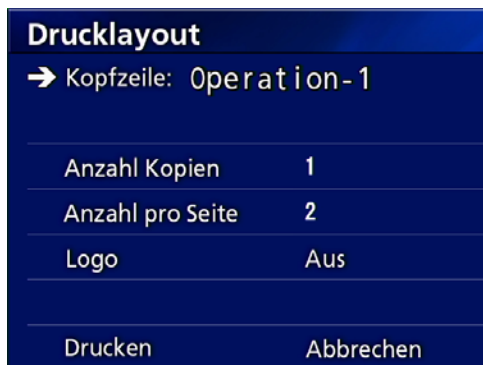 Drucklayout
Kopfzeile: Operation-1
Anzahl Kopien 1
Anzahl pro Seite 2
Logo Aus
Drucken Abbrechen